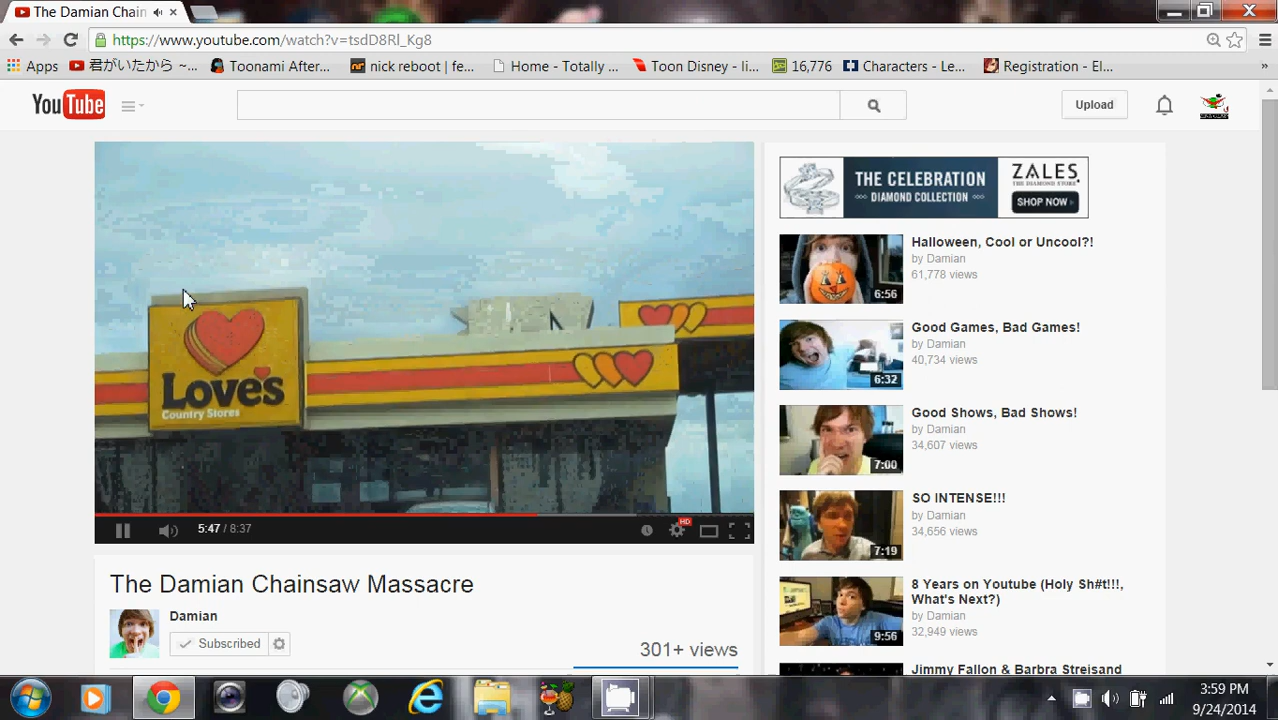 The Damian Chain
https://www.youtube.com/watch?v=tsdD8Rl_Kg8
Apps 君がいたから ~... Toonami After... nick reboot | fe... Home - Totally ... Toon Disney - li... 16,776 Characters - Le... Registration - El... »
YouTube Upload
THE CELEBRATION
DIAMOND COLLECTION
ZALES.
THE DIAMOND STORE
SHOP NOW
Love's
Country Stores
5:47 / 8:37
HD
The Damian Chainsaw Massacre
Damian
Subscribed
301+ views
Halloween, Cool or Uncool?!
by Damian
61,778 views
6:56
Good Games, Bad Games!
by Damian
40,734 views
6:32
Good Shows, Bad Shows!
by Damian
34,607 views
7:00
SO INTENSE!!!
by Damian
34,656 views
7:19
8 Years on Youtube (Holy Sh#t!!!,
What's Next?)
by Damian
32,949 views
9:56
Jimmy Fallon & Barbra Streisand
3:59 PM
9/24/2014